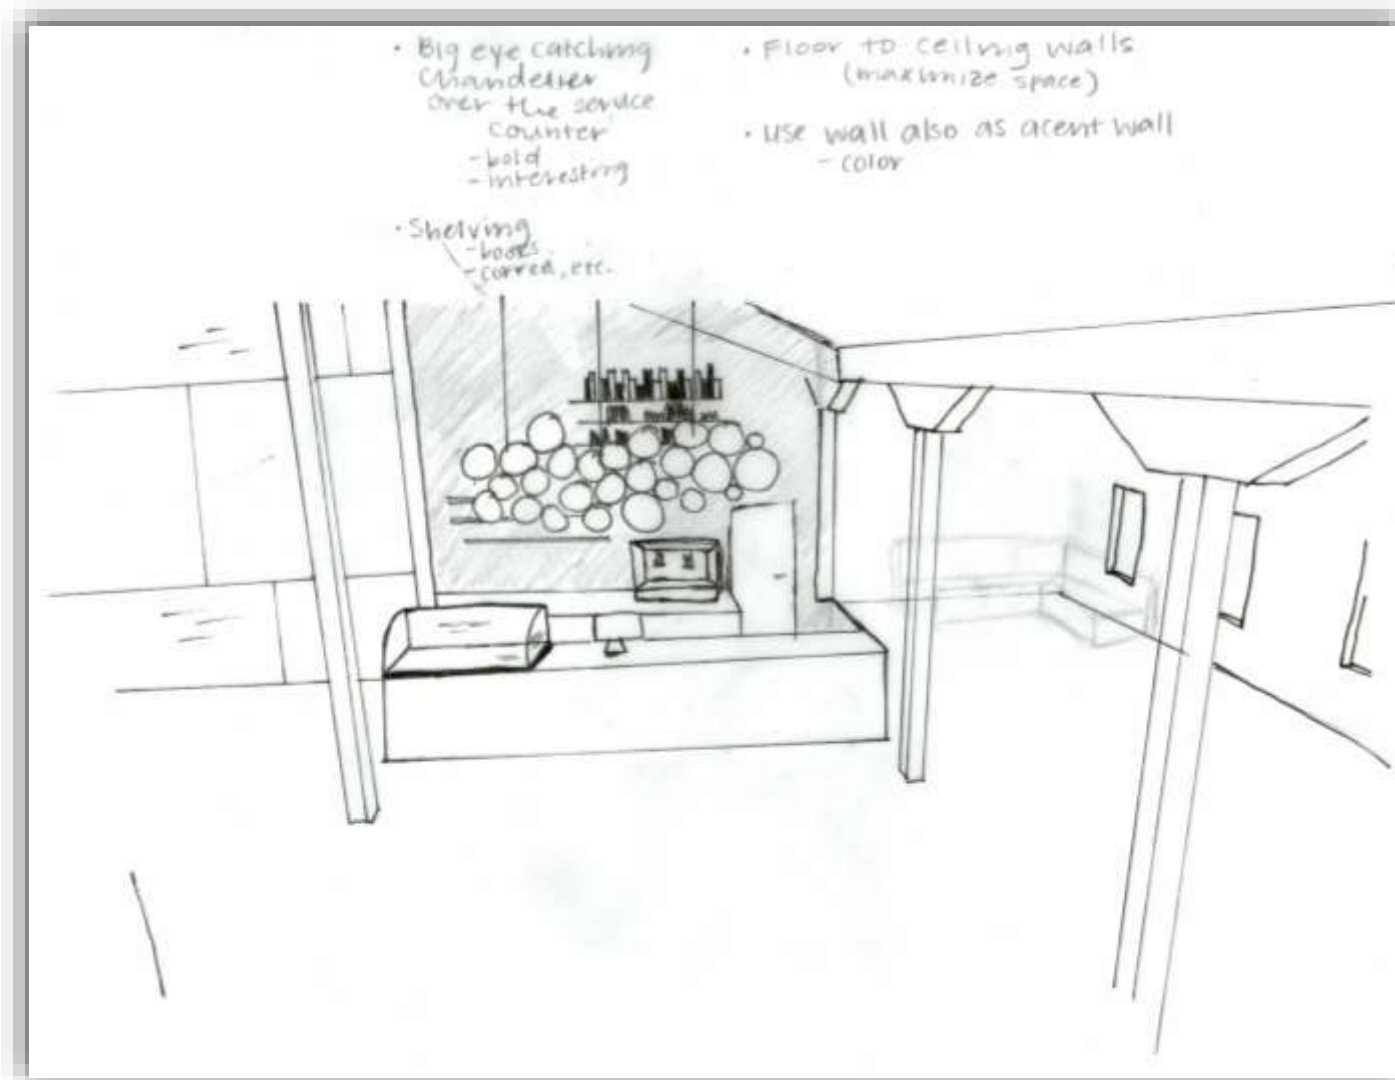 • Big eye catching
Chandelier
over the service
counter
- bold
- interesting
• Shelving
- books
, etc.
• Floor to ceiling walls
(maximize space)
• use wall also as acent wall
- color